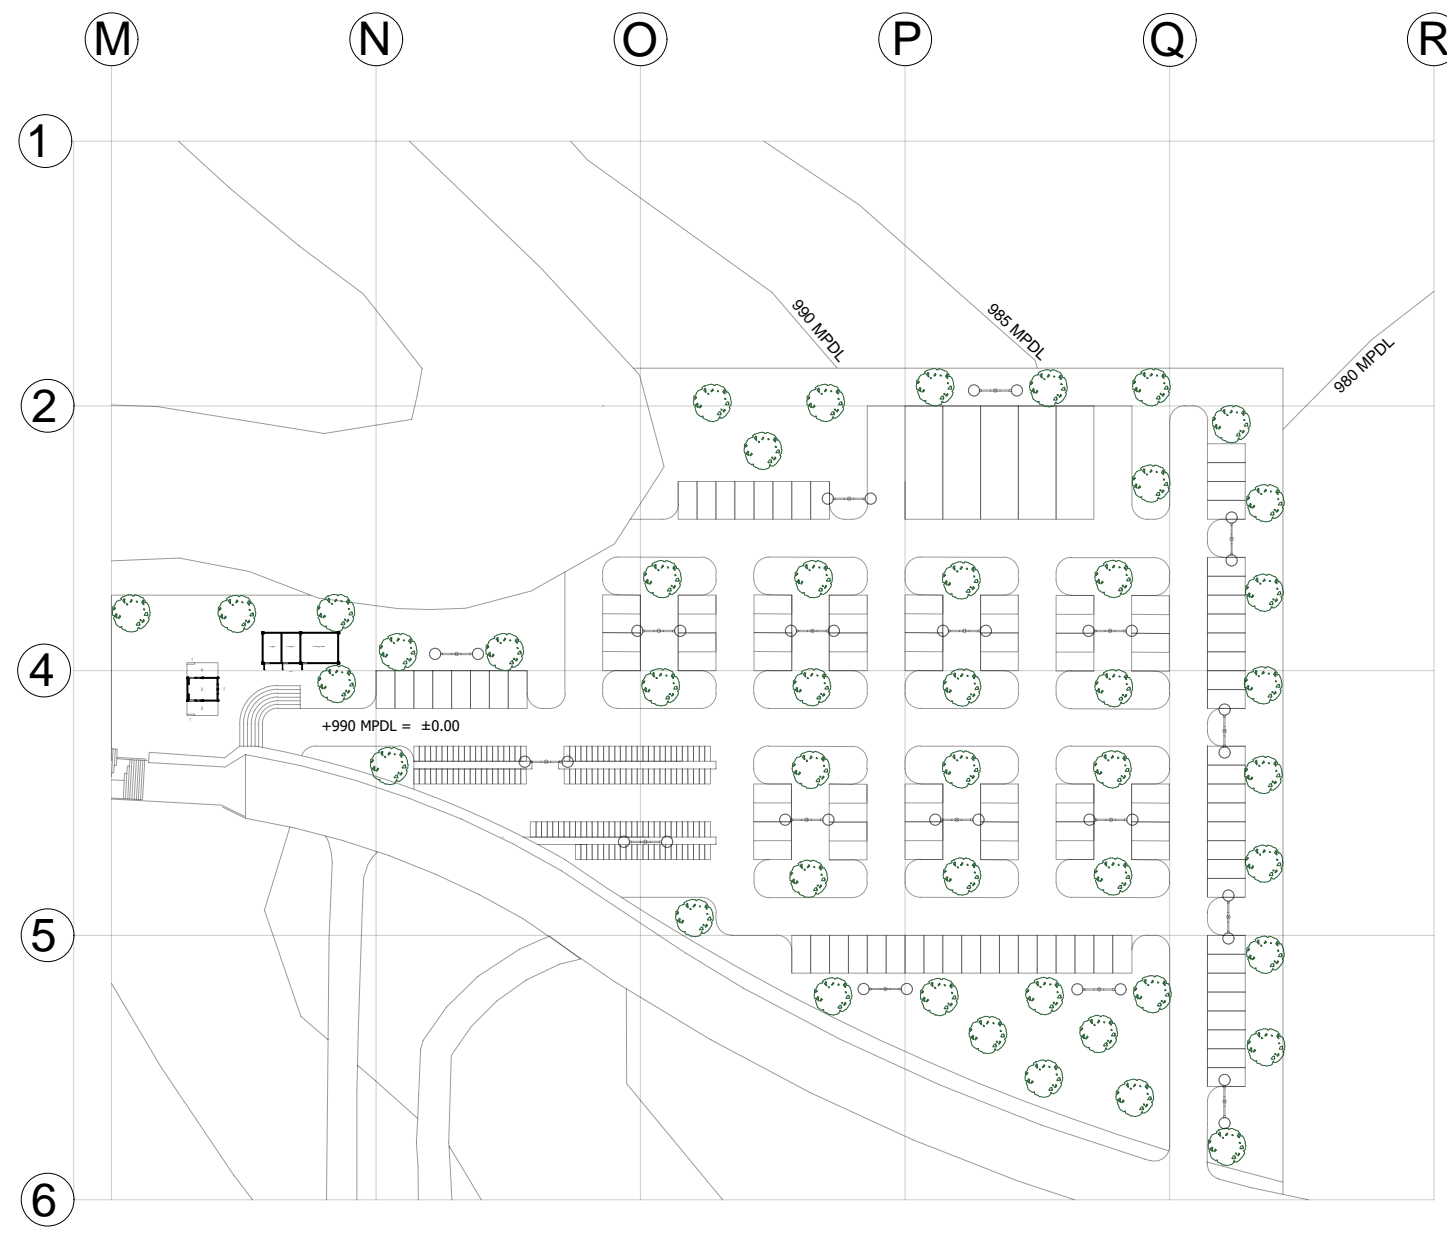 M N O P Q R
1
990 MPDL
985 MPDL
980 MPDL
2
4
+990 MPDL = ±0.00
5
6